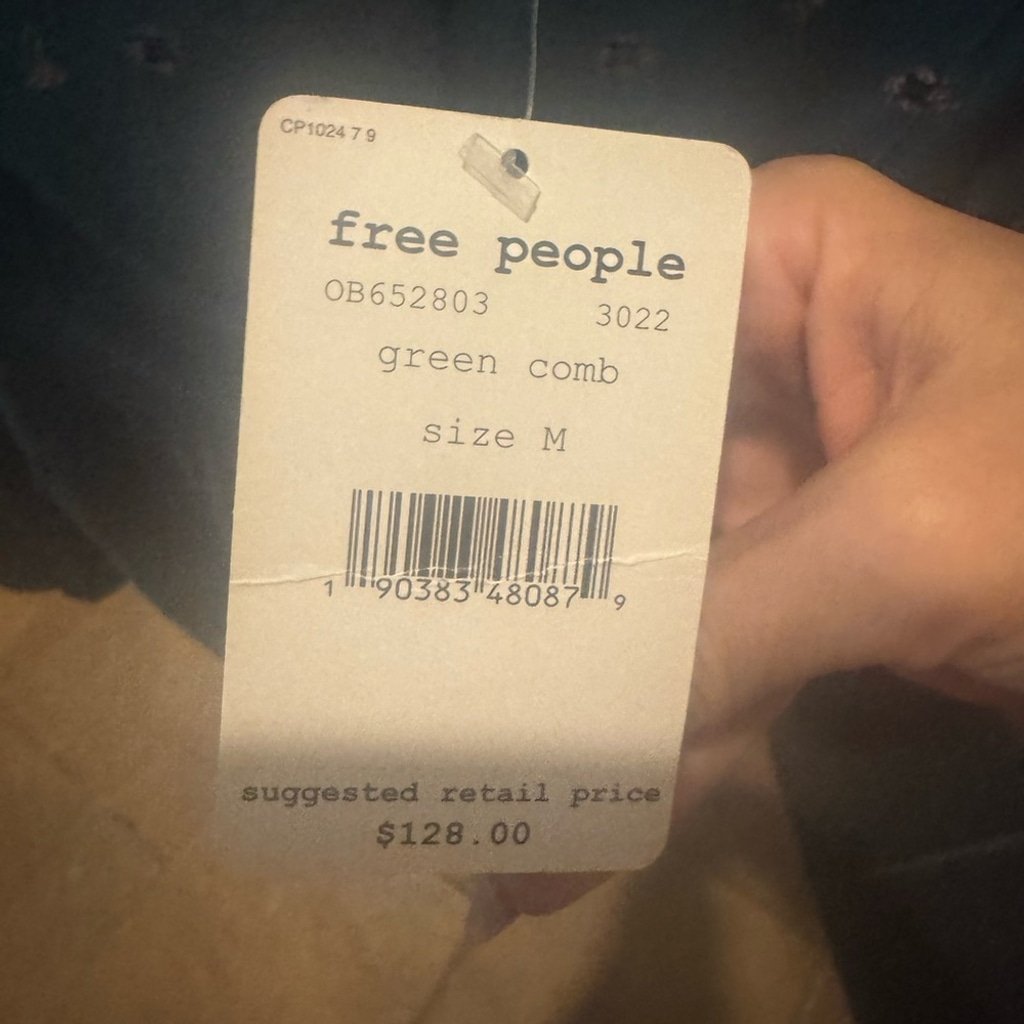 CP1024 7 9
free people
OB652803 3022
green comb
size M
1 90383 48087 9
suggested retail price
$128.00